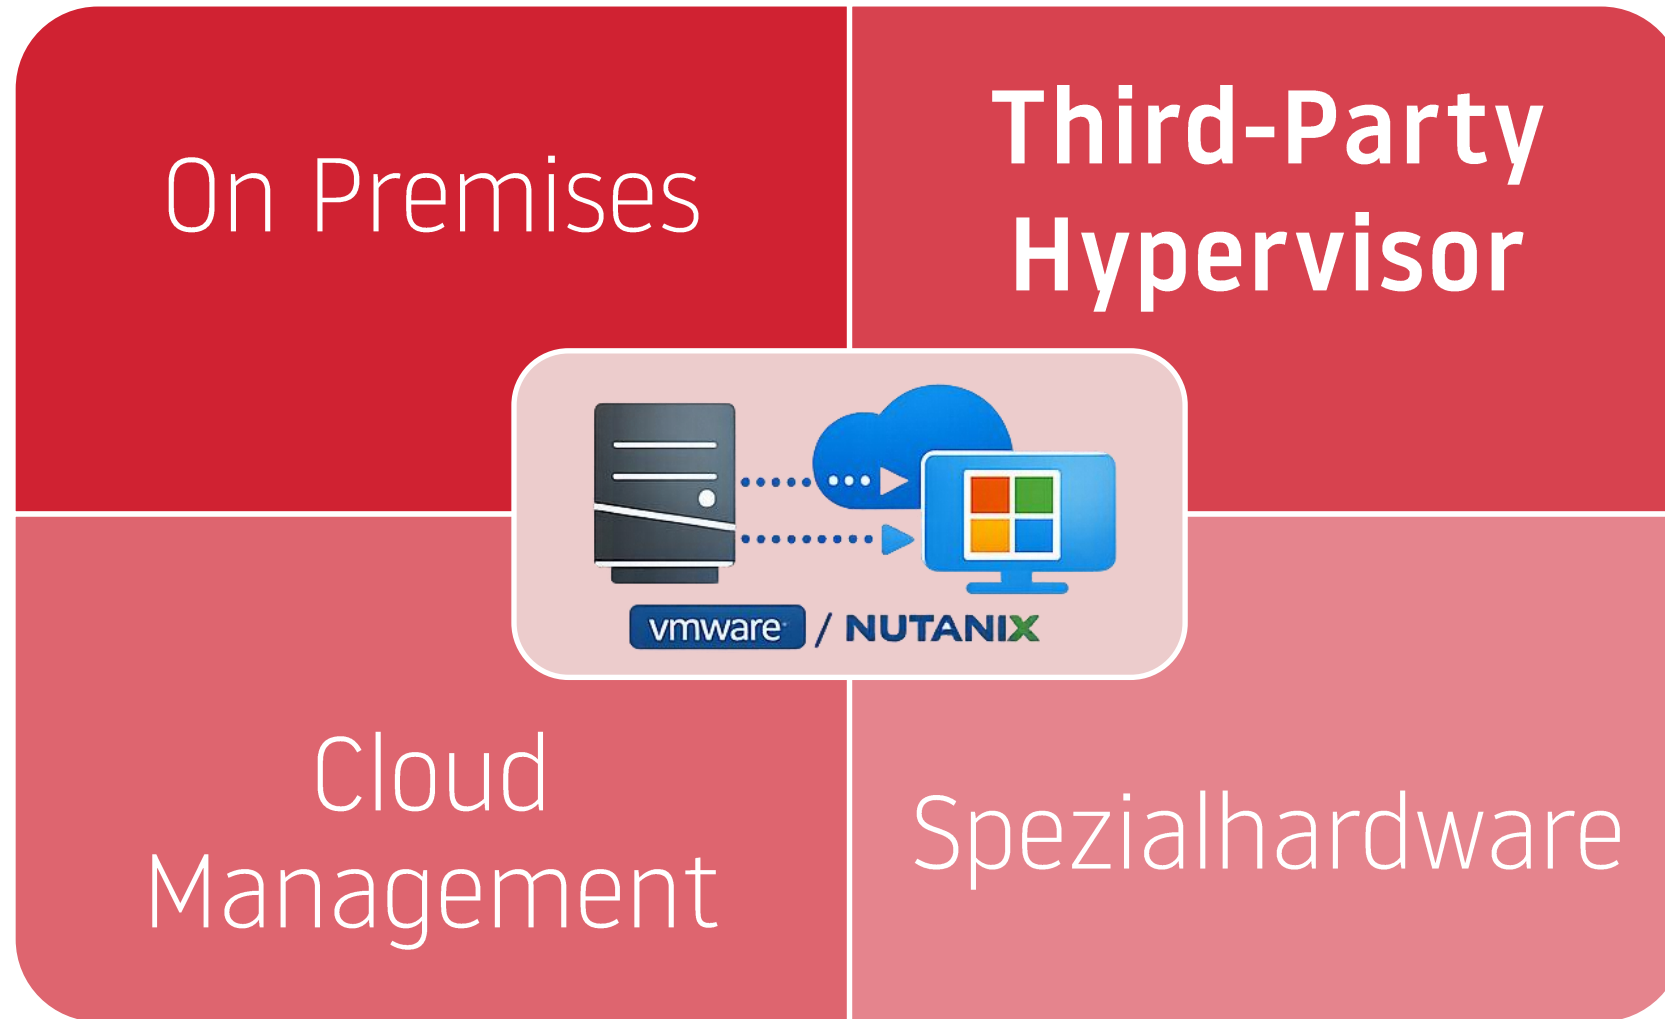 On Premises
Third-Party
Hypervisor
vmware / NUTANIX
Cloud
Management
Spezialhardware